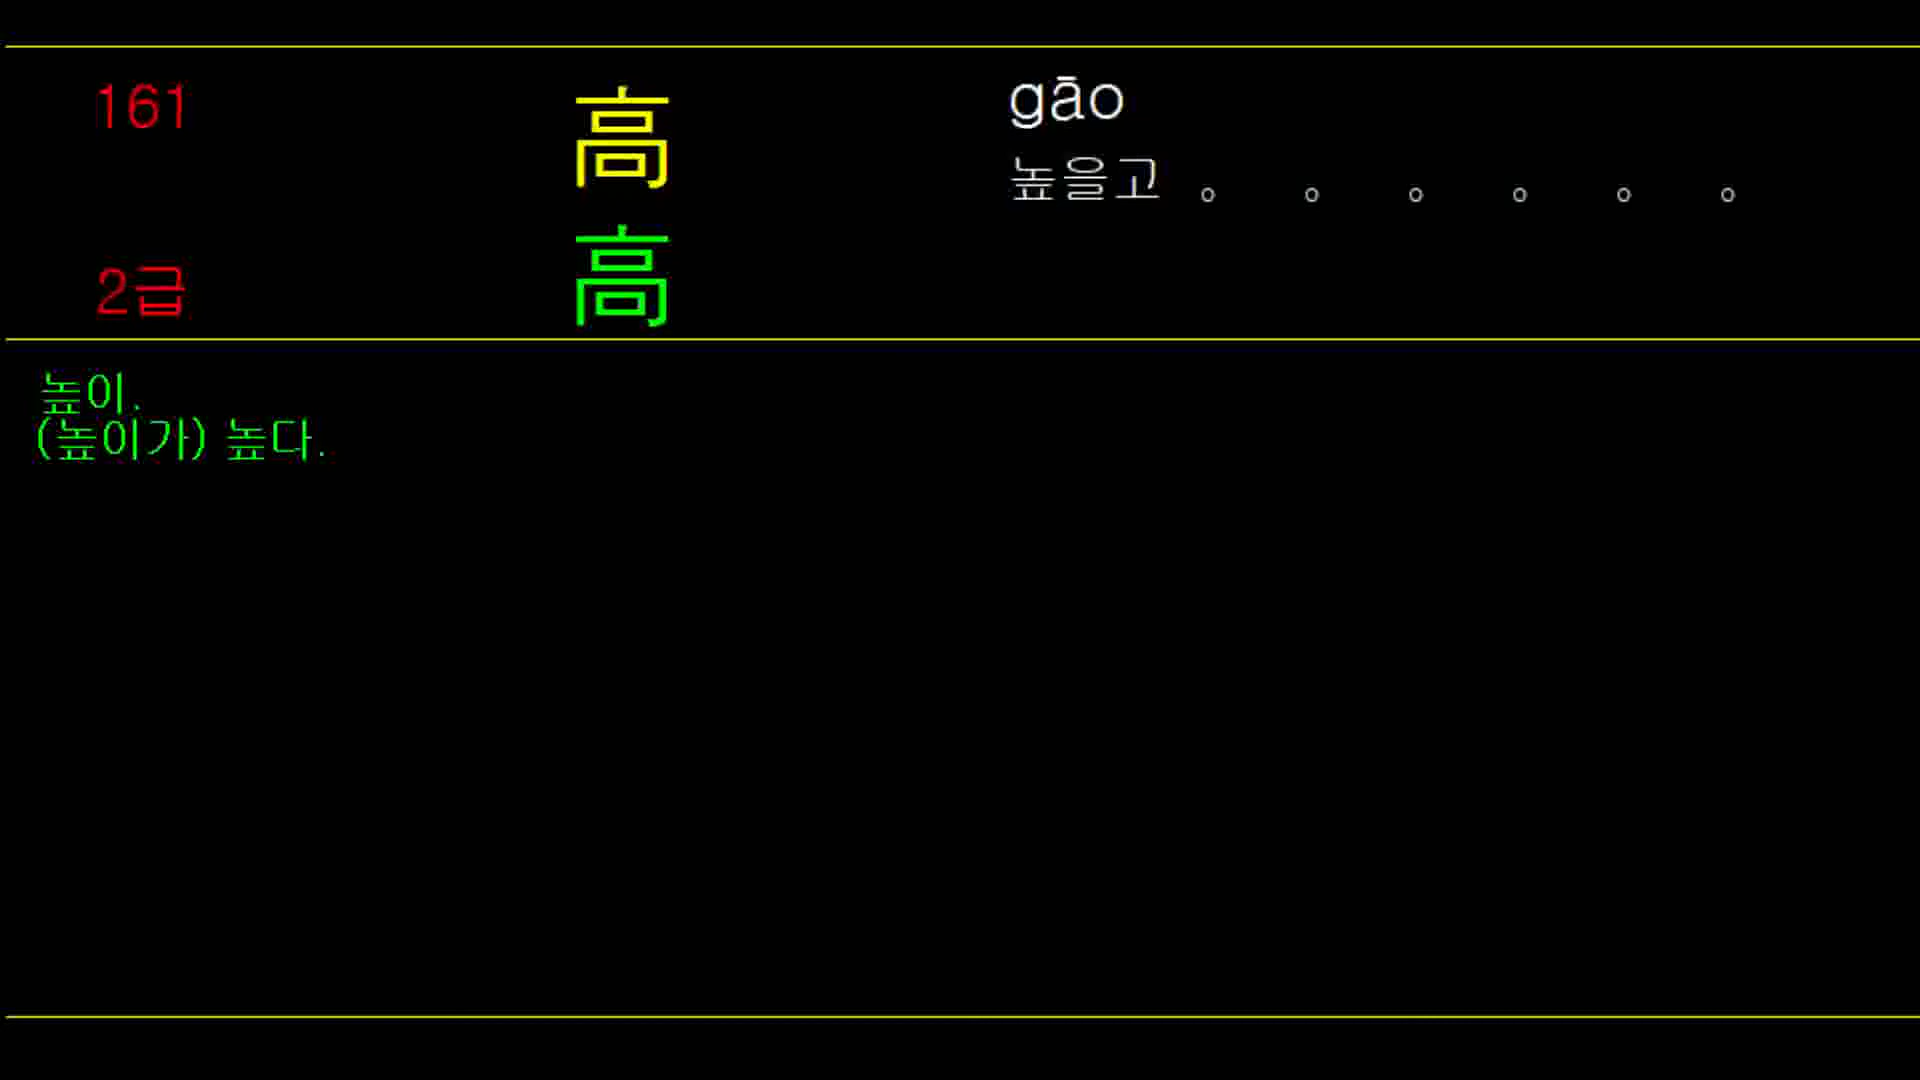 161
高
gāo
높을고 。 。 。 。 。 。
2급
高
높이.
(높이가) 높다.